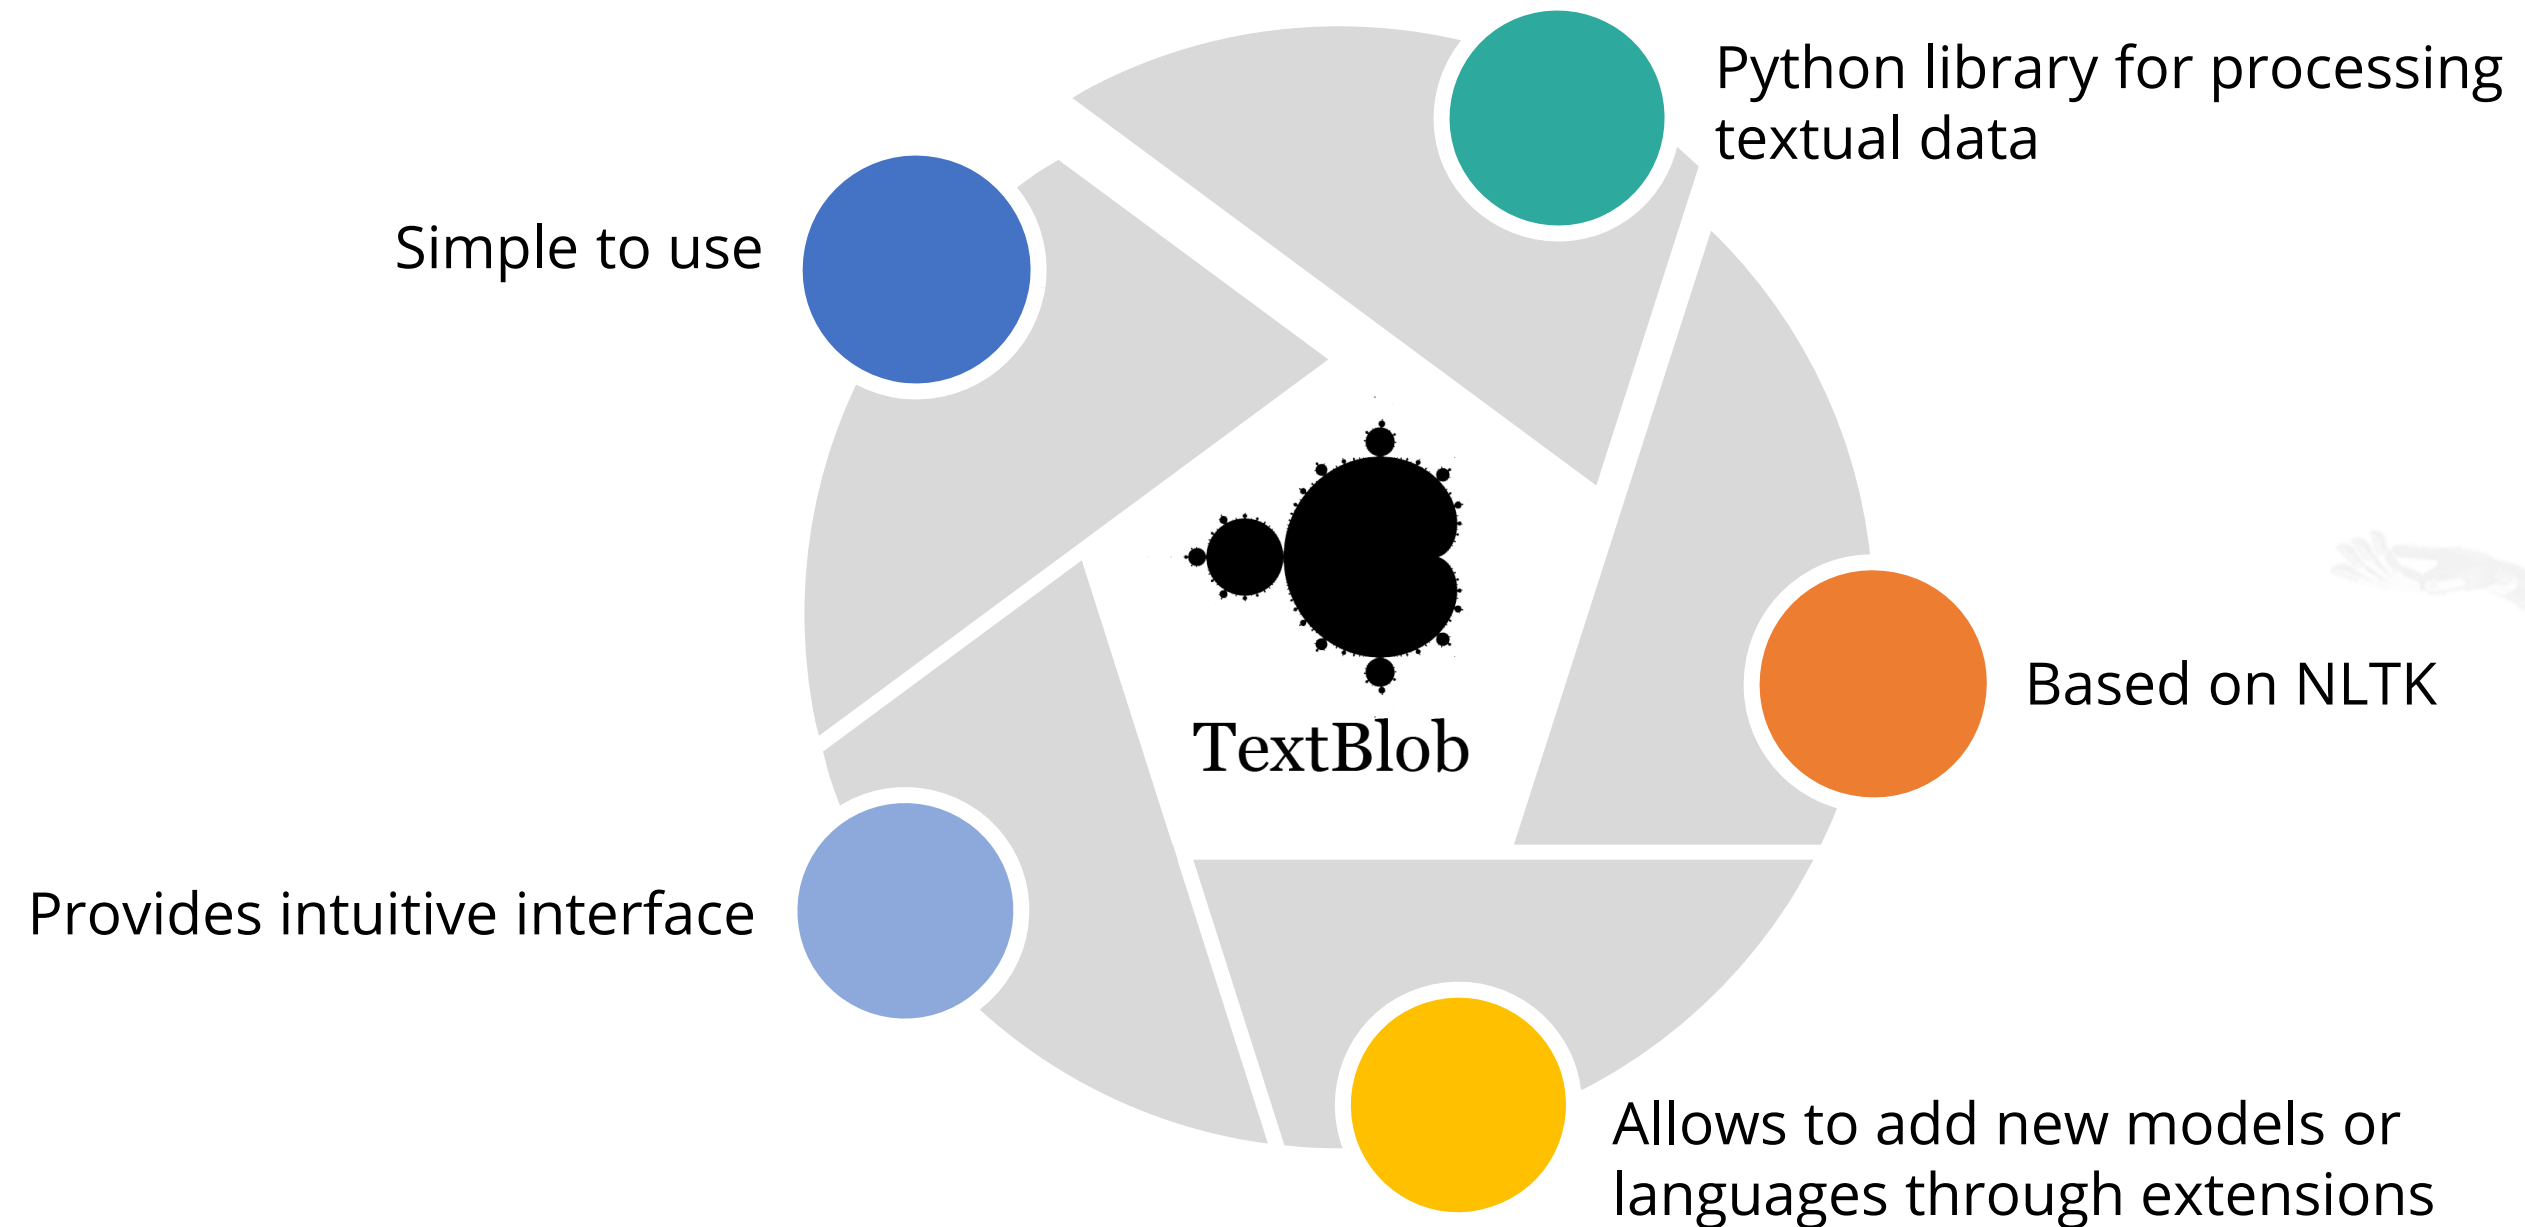 Python library for processing
textual data
Simple to use
Based on NLTK
TextBlob
Provides intuitive interface
Allows to add new models or
languages through extensions